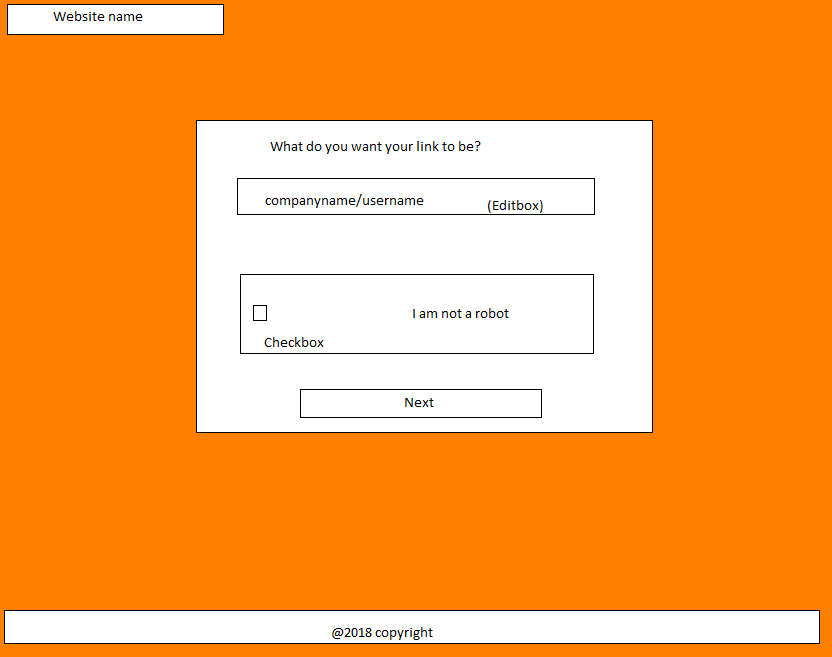 Website name
What do you want your link to be?
companyname/username
(Editbox)
I am not a robot
Checkbox
Next
@2018 copyright